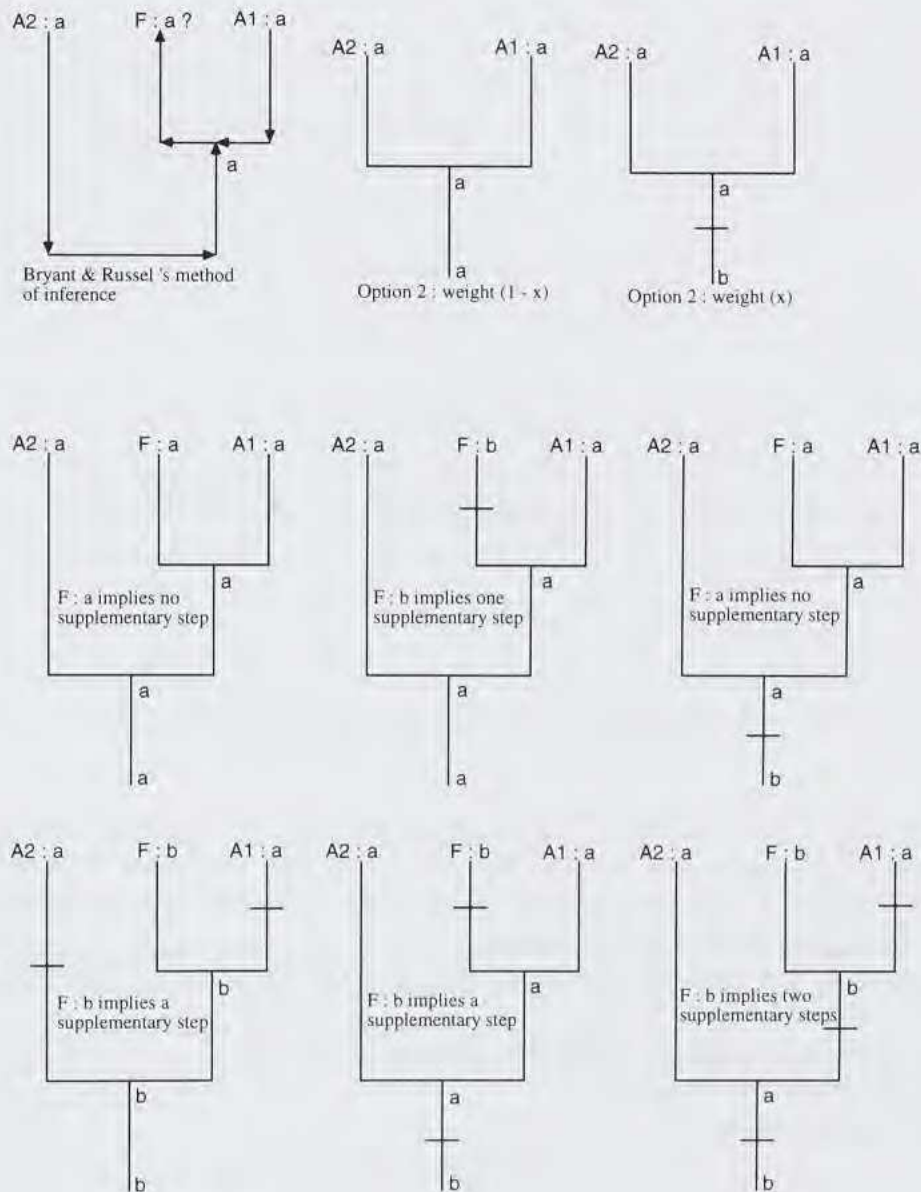 A2 : a F : a ? A1 : a
a
Bryant & Russel 's method
of inference
A2 : a A1 : a
a
a
Option 2 : weight (1 - x)
A2 : a A1 : a
a
b
Option 2 : weight (x)
A2 : a F : a A1 : a
a
F : a implies no
supplementary step
a
a
A2 : a F : b A1 : a
a
F : b implies one
supplementary step
a
a
A2 : a F : a A1 : a
a
F : a implies no
supplementary step
a
b
A2 : a F : b A1 : a
b
F : b implies a
supplementary step
b
b
A2 : a F : b A1 : a
a
F : b implies a
supplementary step
a
b
A2 : a F : b A1 : a
b
F : b implies two
supplementary steps
a
b